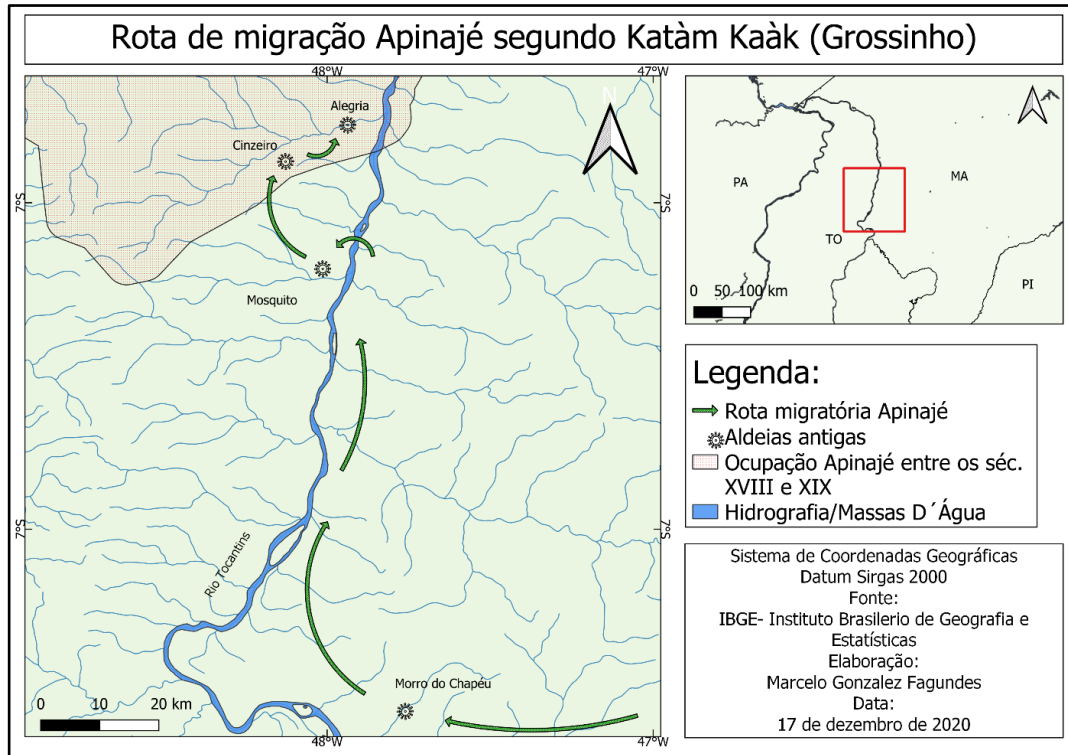 Rota de migração Apinajé segundo Katàm Kaàk (Grossinho)
48°W
47°W
N
Alegria
Cinzeiro
7°S
7°S
Mosquito
7°S
7°S
Rio Tocantins
Morro do Chapéu
0 10 20 km
48°W
47°W
PA
MA
TO
PI
0 50 100 km
Legenda:
Rota migratória Apinajé
Aldeias antigas
Ocupação Apinajé entre os séc.
XVIII e XIX
Hidrografia/Massas D´Água
Sistema de Coordenadas Geográficas
Datum Sirgas 2000
Fonte:
IBGE- Instituto Brasilerio de Geografia e
Estatísticas
Elaboração:
Marcelo Gonzalez Fagundes
Data:
17 de dezembro de 2020